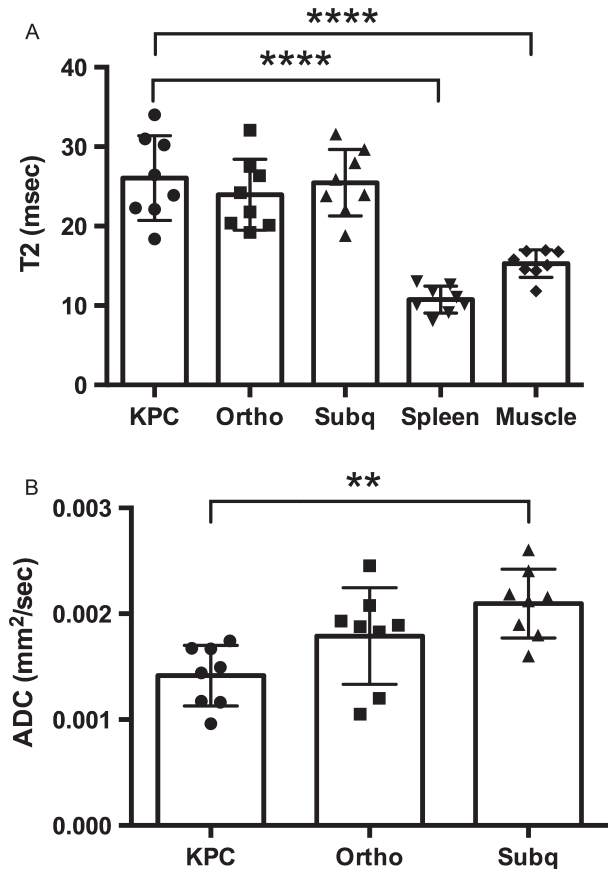 A
****
****
40
30
20
10
0
T2 (msec)
KPC Ortho Subq Spleen Muscle
B
**
0.003
0.002
0.001
0.000
ADC (mm²/sec)
KPC Ortho Subq